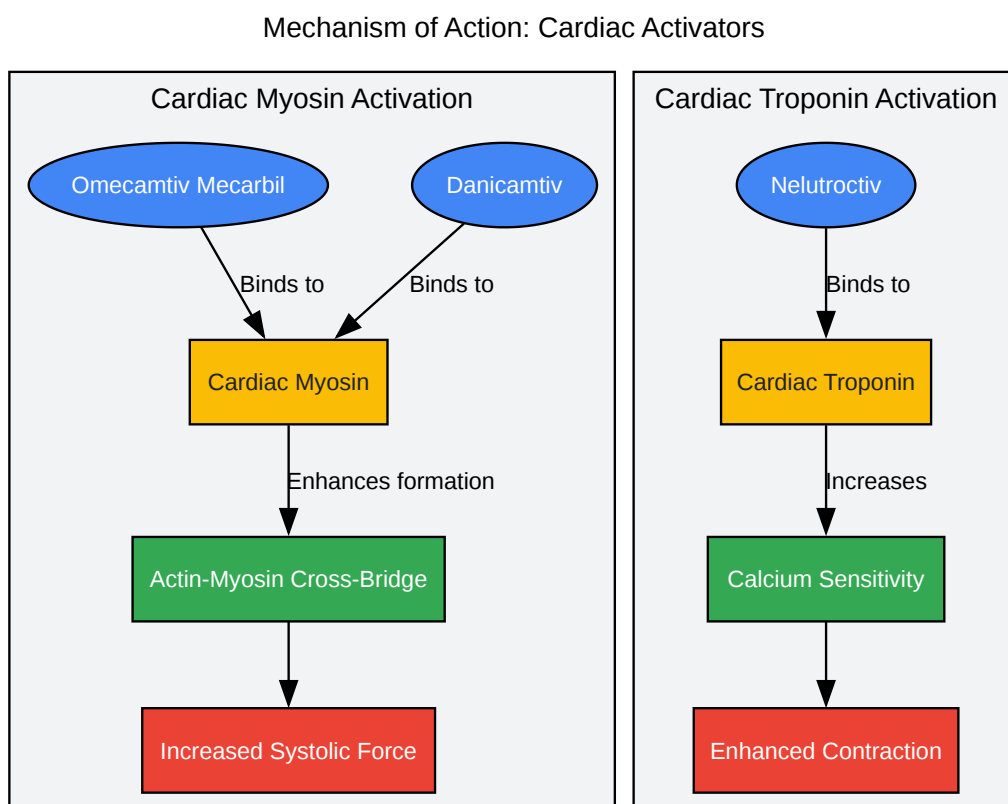 Mechanism of Action: Cardiac Activators
Cardiac Myosin Activation
Omecamtiv Mecarbil
Danicamtiv
Binds to
Binds to
Cardiac Myosin
Enhances formation
Actin-Myosin Cross-Bridge
Increased Systolic Force
Cardiac Troponin Activation
Nelutroctiv
Binds to
Cardiac Troponin
Increases
Calcium Sensitivity
Enhanced Contraction